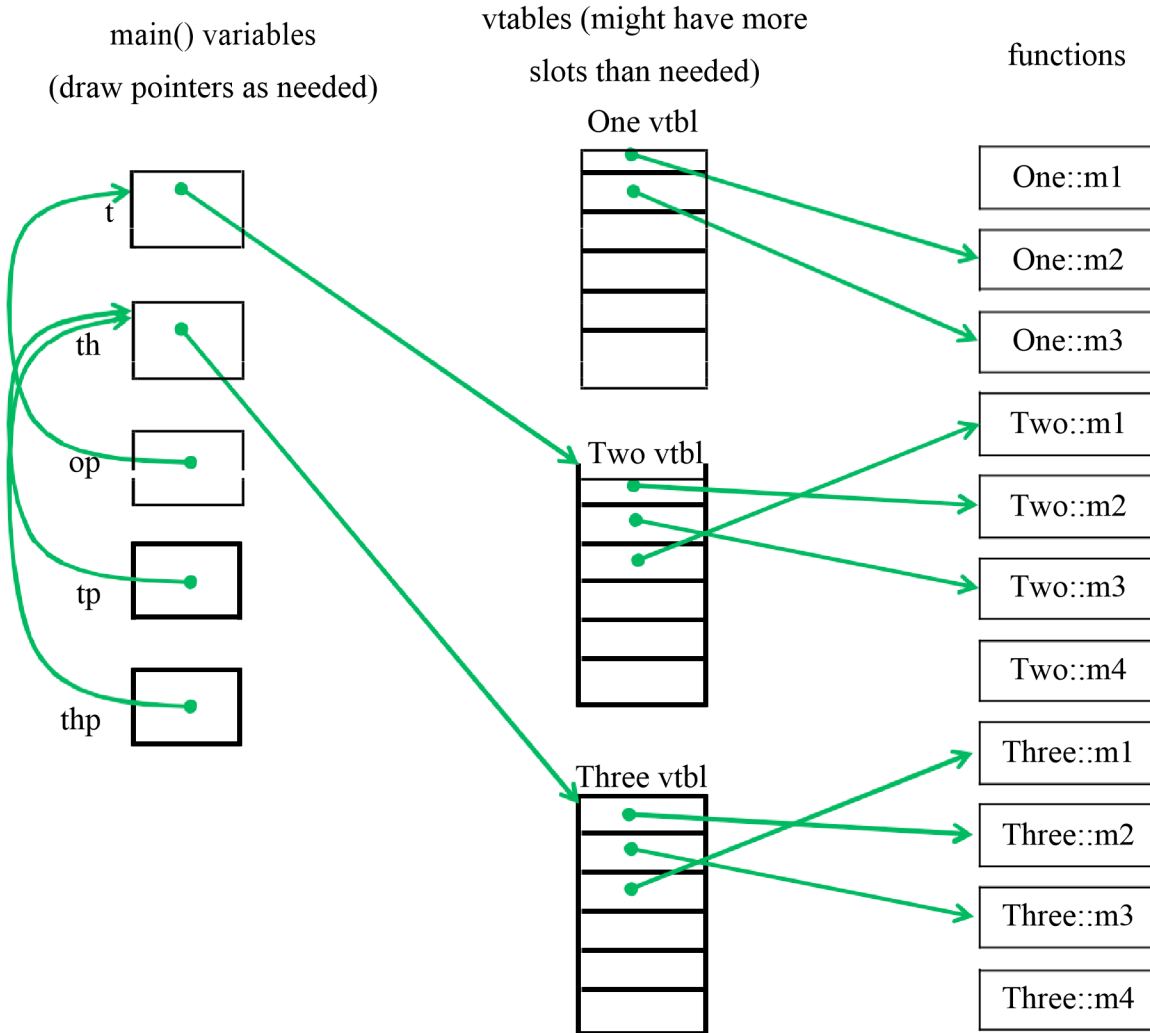 main() variables
(draw pointers as needed)
vtables (might have more
slots than needed)
functions
One vtbl
t
th
op
tp
thp
Two vtbl
Three vtbl
One::m1
One::m2
One::m3
Two::m1
Two::m2
Two::m3
Two::m4
Three::m1
Three::m2
Three::m3
Three::m4